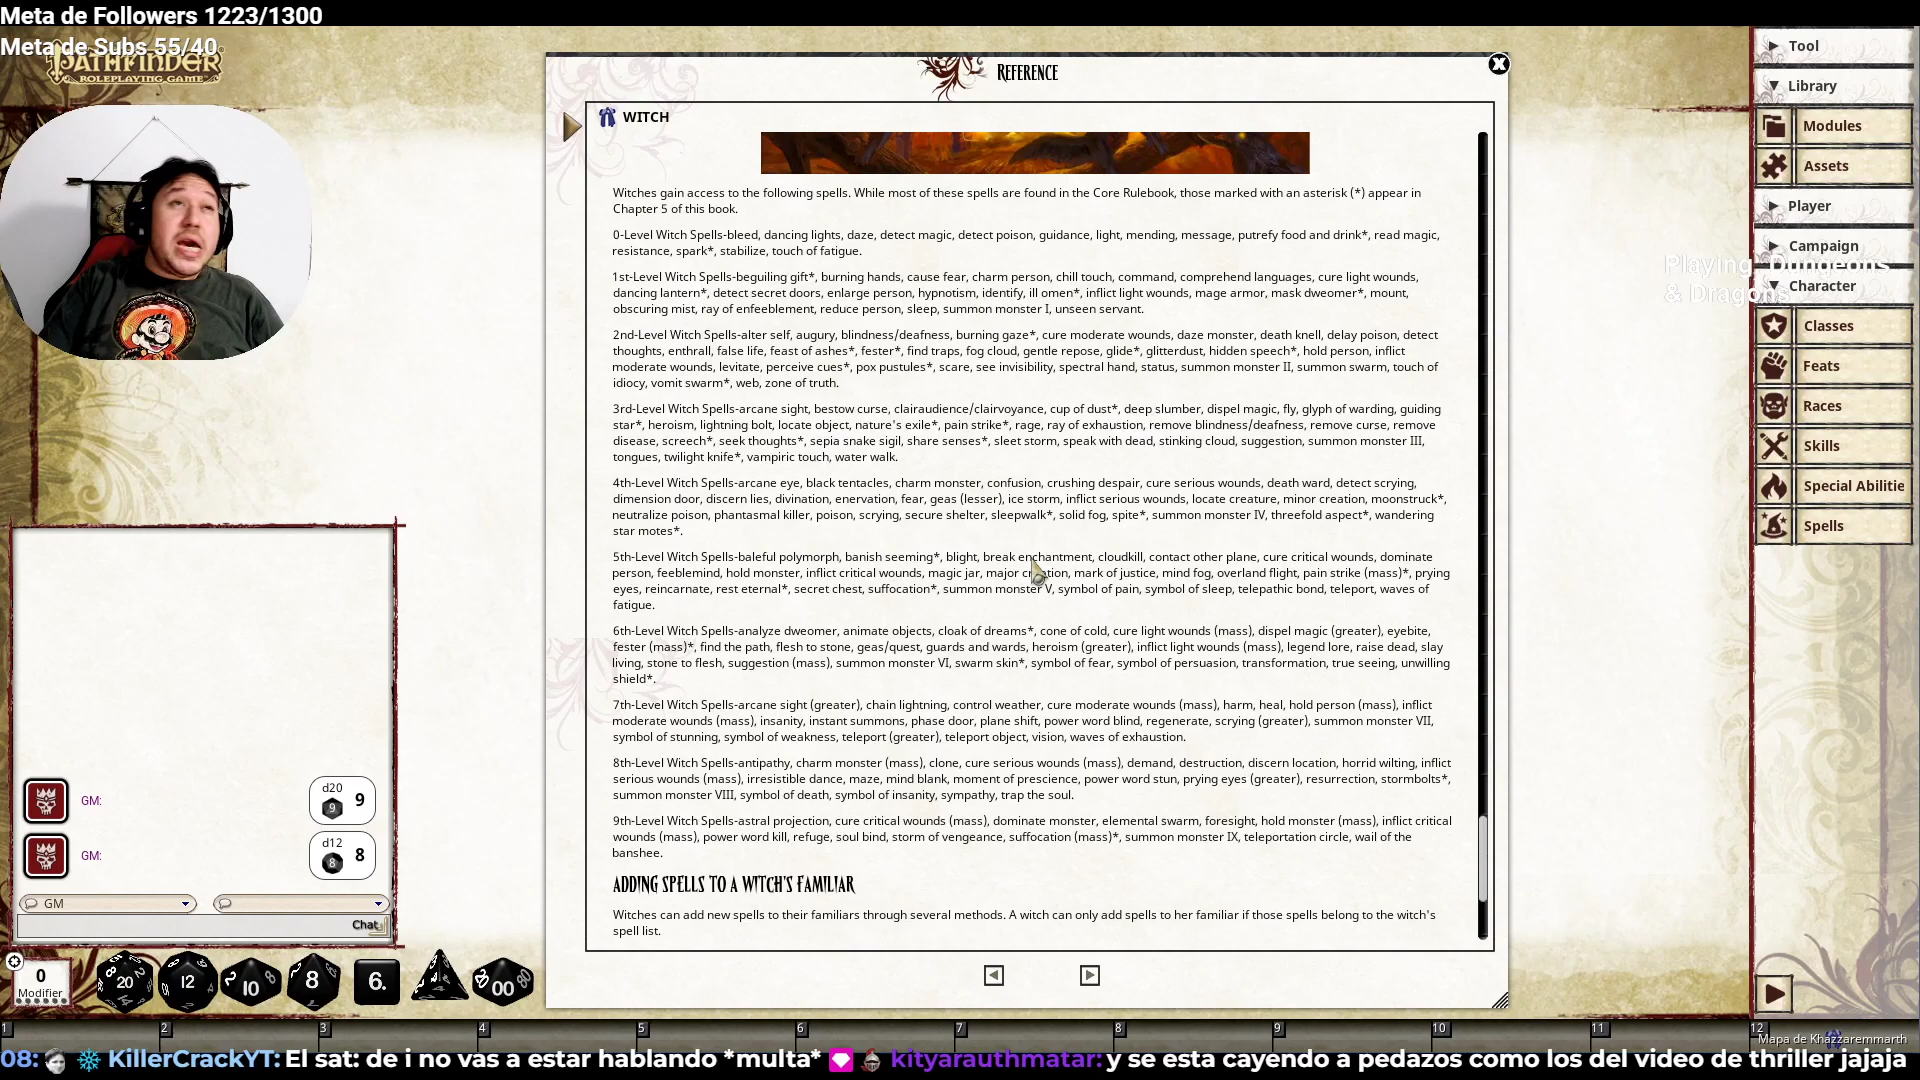 Meta de Followers 1223/1300
Meta de Subs 55/40
PATHFINDER
ROLEPLAYING GAME
REFERENCE
WITCH
Witches gain access to the following spells. While most of these spells are found in the Core Rulebook, those marked with an asterisk (*) appear in
Chapter 5 of this book.
0-Level Witch Spells-bleed, dancing lights, daze, detect magic, detect poison, guidance, light, mending, message, putrefy food and drink*, read magic,
resistance, spark*, stabilize, touch of fatigue.
1st-Level Witch Spells-beguiling gift*, burning hands, cause fear, charm person, chill touch, command, comprehend languages, cure light wounds,
dancing lantern*, detect secret doors, enlarge person, hypnotism, identify, ill omen*, inflict light wounds, mage armor, mask dweomer*, mount,
obscuring mist, ray of enfeeblement, reduce person, sleep, summon monster I, unseen servant.
2nd-Level Witch Spells-alter self, augury, blindness/deafness, burning gaze*, cure moderate wounds, daze monster, death knell, delay poison, detect
thoughts, enthrall, false life, feast of ashes*, fester*, find traps, fog cloud, gentle repose, glide*, glitterdust, hidden speech*, hold person, inflict
moderate wounds, levitate, perceive cues*, pox pustules*, scare, see invisibility, spectral hand, status, summon monster II, summon swarm, touch of
idiocy, vomit swarm*, web, zone of truth.
3rd-Level Witch Spells-arcane sight, bestow curse, clairaudience/clairvoyance, cup of dust*, deep slumber, dispel magic, fly, glyph of warding, guiding
star*, heroism, lightning bolt, locate object, nature's exile*, pain strike*, rage, ray of exhaustion, remove blindness/deafness, remove curse, remove
disease, screech*, seek thoughts*, sepia snake sigil, share senses*, sleet storm, speak with dead, stinking cloud, suggestion, summon monster III,
tongues, twilight knife*, vampiric touch, water walk.
4th-Level Witch Spells-arcane eye, black tentacles, charm monster, confusion, crushing despair, cure serious wounds, death ward, detect scrying,
dimension door, discern lies, divination, enervation, fear, geas (lesser), ice storm, inflict serious wounds, locate creature, minor creation, moonstruck*,
neutralize poison, phantasmal killer, poison, scrying, secure shelter, sleepwalk*, solid fog, spite*, summon monster IV, threefold aspect*, wandering
star motes*.
5th-Level Witch Spells-baleful polymorph, banish seeming*, blight, break enchantment, cloudkill, contact other plane, cure critical wounds, dominate
person, feeblemind, hold monster, inflict critical wounds, magic jar, major creation, mark of justice, mind fog, overland flight, pain strike (mass)*, prying
eyes, reincarnate, rest eternal*, secret chest, suffocation*, summon monster V, symbol of pain, symbol of sleep, telepathic bond, teleport, waves of
fatigue.
6th-Level Witch Spells-analyze dweomer, animate objects, cloak of dreams*, cone of cold, cure light wounds (mass), dispel magic (greater), eyebite,
fester (mass)*, find the path, flesh to stone, geas/quest, guards and wards, heroism (greater), inflict light wounds (mass), legend lore, raise dead, slay
living, stone to flesh, suggestion (mass), summon monster VI, swarm skin*, symbol of fear, symbol of persuasion, transformation, true seeing, unwilling
shield*.
7th-Level Witch Spells-arcane sight (greater), chain lightning, control weather, cure moderate wounds (mass), harm, heal, hold person (mass), inflict
moderate wounds (mass), insanity, instant summons, phase door, plane shift, power word blind, regenerate, scrying (greater), summon monster VII,
symbol of stunning, symbol of weakness, teleport (greater), teleport object, vision, waves of exhaustion.
8th-Level Witch Spells-antipathy, charm monster (mass), clone, cure serious wounds (mass), demand, destruction, discern location, horrid wilting, inflict
serious wounds (mass), irresistible dance, maze, mind blank, moment of prescience, power word stun, prying eyes (greater), resurrection, stormbolts*,
summon monster VIII, symbol of death, symbol of insanity, sympathy, trap the soul.
9th-Level Witch Spells-astral projection, cure critical wounds (mass), dominate monster, elemental swarm, foresight, hold monster (mass), inflict critical
wounds (mass), power word kill, refuge, soul bind, storm of vengeance, suffocation (mass)*, summon monster IX, teleportation circle, wail of the
banshee.
ADDING SPELLS TO A WITCH'S FAMILIAR
Witches can add new spells to their familiars through several methods. A witch can only add spells to her familiar if those spells belong to the witch's
spell list.
Tool
Library
Modules
Assets
Player
Campaign
Playing: Dungeons
& Dragons
Character
Classes
Feats
Races
Skills
Special Abilitie
Spells
GM:
d20
9
9
GM:
d12
8
8
GM
Chat
0
Modifier
20
12
10
8
6.
00
80
1 2 3 4 5 6 7 8 9 10 11 12
Mapa de Khazzaremmarth
08: KillerCrackYT: El sat: de i no vas a estar hablando *multa* kityarauthmatar: y se esta cayendo a pedazos como los del video de thriller jajaja